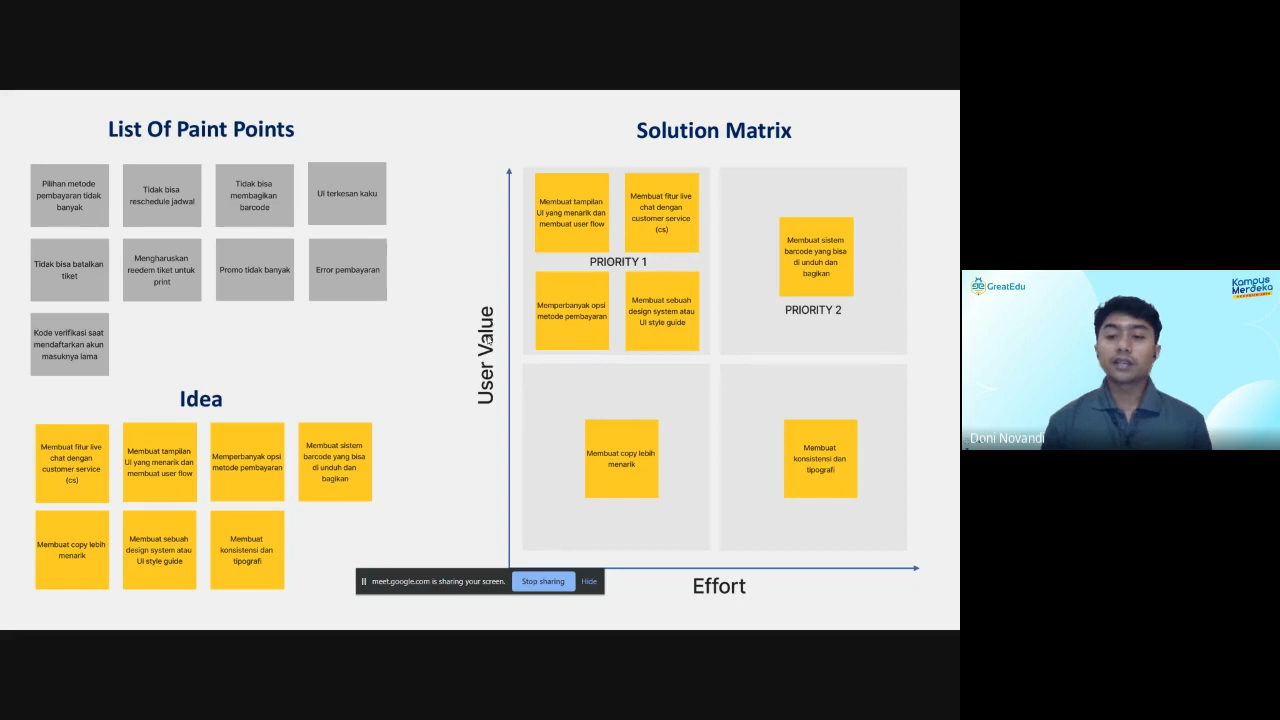 List Of Paint Points
Pilihan metode
pembayaran tidak
banyak
Tidak bisa
reschedule jadwal
Tidak bisa
membagikan
barcode
UI terkesan kaku
Tidak bisa batalkan
tiket
Mengharuskan
reedem tiket untuk
print
Promo tidak banyak
Error pembayaran
Kode verifikasi saat
mendaftarkan akun
masuknya lama
Idea
Membuat fitur live
chat dengan
customer service
(cs)
Membuat tampilan
UI yang menarik dan
membuat user flow
Memperbanyak opsi
metode pembayaran
Membuat sistem
barcode yang bisa
di unduh dan
bagikan
Membuat copy lebih
menarik
Membuat sebuah
design system atau
UI style guide
Membuat
konsistensi dan
tipografi
Solution Matrix
User Value
Membuat tampilan
UI yang menarik dan
membuat user flow
Membuat fitur live
chat dengan
customer service
(cs)
PRIORITY 1
Memperbanyak opsi
metode pembayaran
Membuat sebuah
design system atau
UI style guide
Membuat sistem
barcode yang bisa
di unduh dan
bagikan
PRIORITY 2
Membuat copy lebih
menarik
Membuat
konsistensi dan
tipografi
Effort
meet.google.com is sharing your screen.
Stop sharing
Hide
GreatEdu
Kampus
Merdeka
Doni Novandi